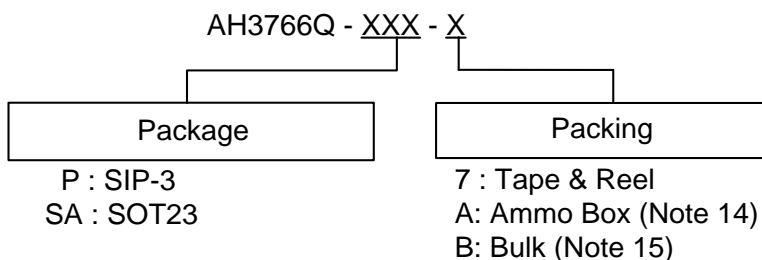 AH3766Q - XXX - X
Package
Packing
P : SIP-3
SA : SOT23
7 : Tape & Reel
A: Ammo Box (Note 14)
B: Bulk (Note 15)